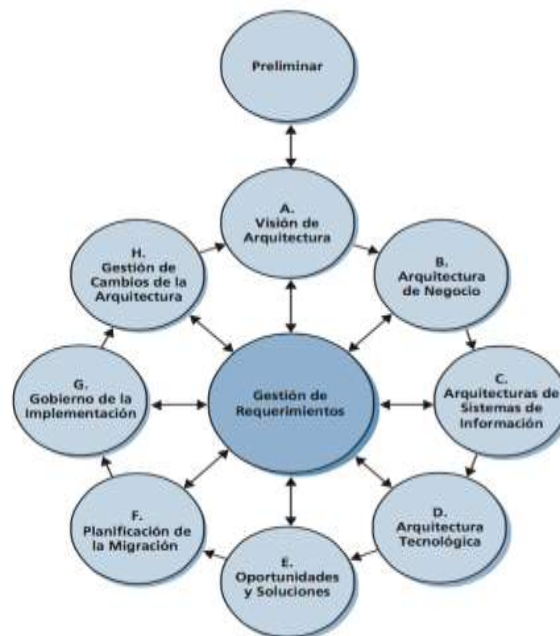 Preliminar
A.
Visión de
Arquitectura
H.
Gestión de
Cambios de la
Arquitectura
B.
Arquitectura
de Negocio
G.
Gobierno de la
Implementación
Gestión de
Requerimientos
C.
Arquitecturas de
Sistemas de
Información
F.
Planificación de
la Migración
D.
Arquitectura
Tecnológica
E.
Oportunidades
y Soluciones